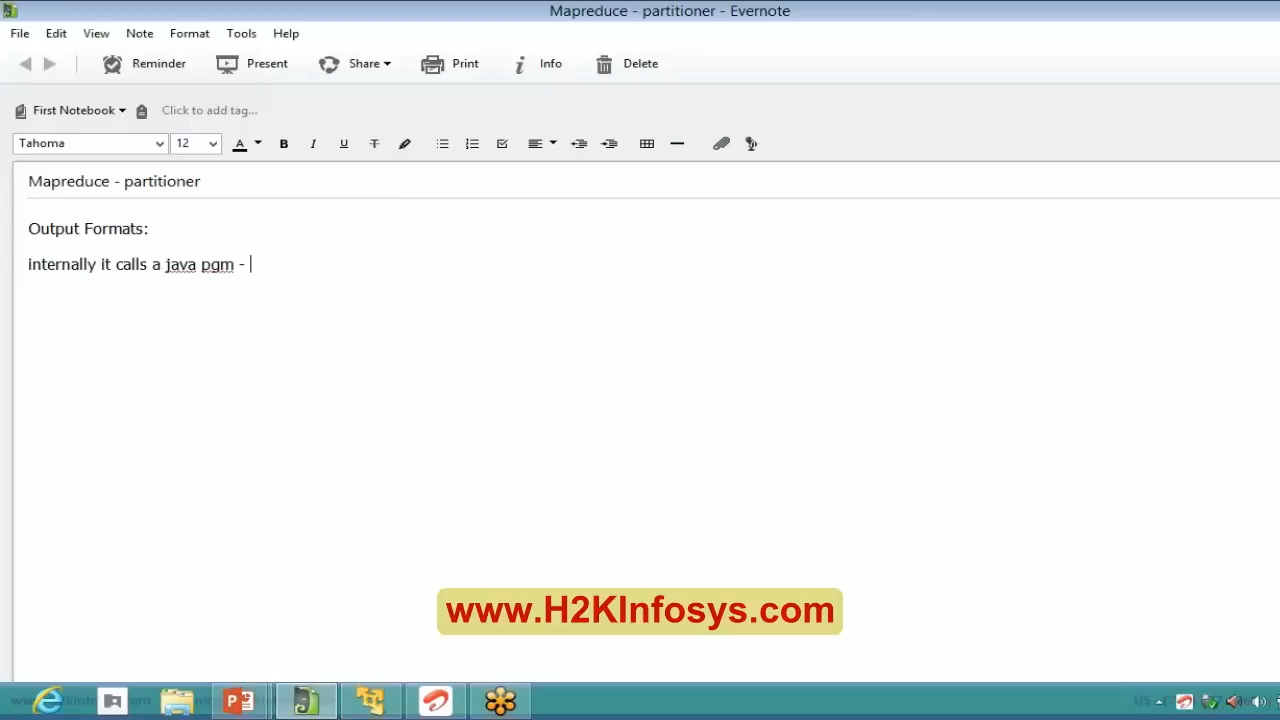 Mapreduce - partitioner - Evernote
File Edit View Note Format Tools Help
Reminder Present Share Print Info Delete
First Notebook Click to add tag...
Tahoma 12 A B I U T
Mapreduce - partitioner
Output Formats:
internally it calls a java pgm -
www.H2KInfosys.com
US